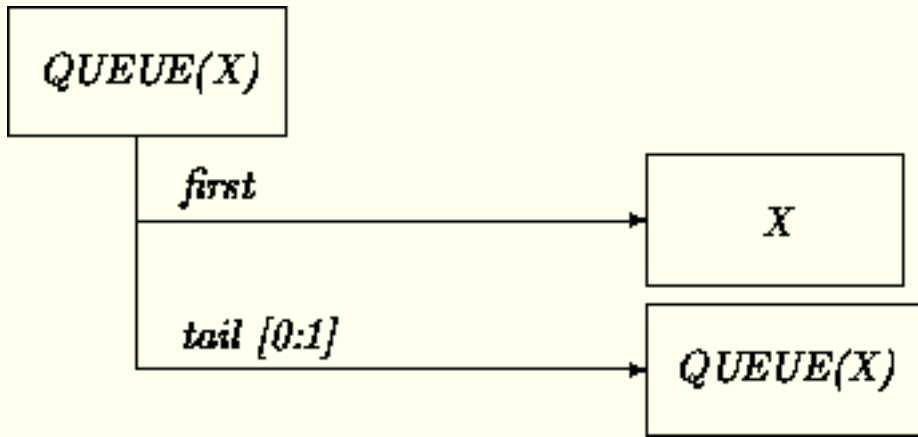 QUEUE(X)
first
X
tail [0:1]
QUEUE(X)